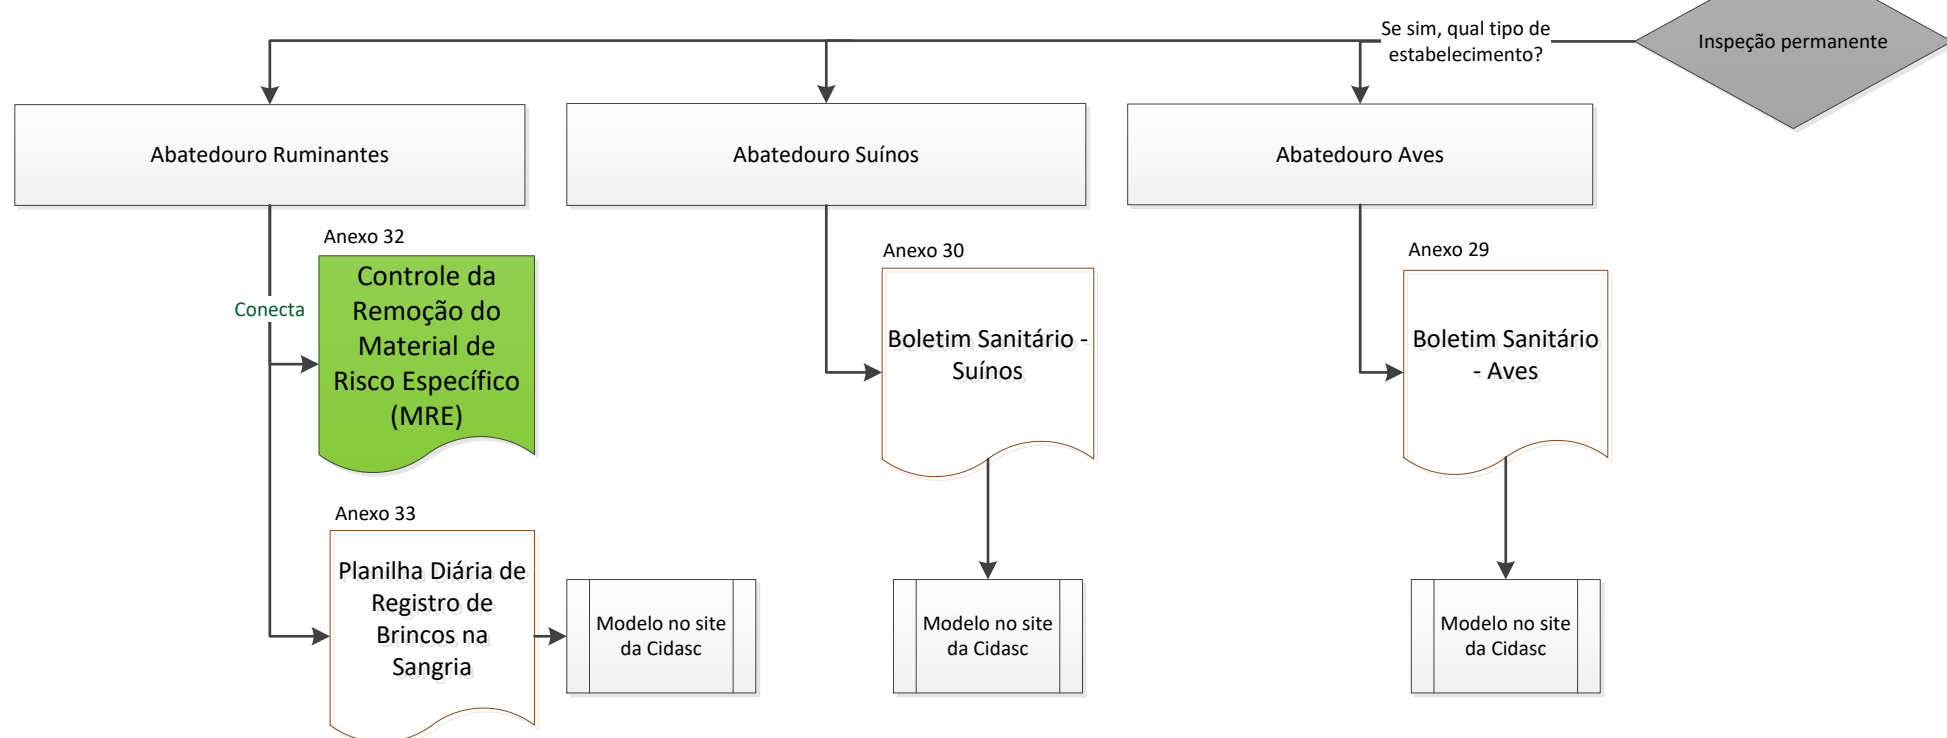 Se sim, qual tipo de
estabelecimento?
Inspeção permanente
Abatedouro Ruminantes
Abatedouro Suínos
Abatedouro Aves
Anexo 32
Controle da
Remoção do
Material de
Risco Específico
(MRE)
Conecta
Anexo 30
Boletim Sanitário -
Suínos
Anexo 29
Boletim Sanitário
- Aves
Anexo 33
Planilha Diária de
Registro de
Brincos na
Sangria
Modelo no site
da Cidasc
Modelo no site
da Cidasc
Modelo no site
da Cidasc